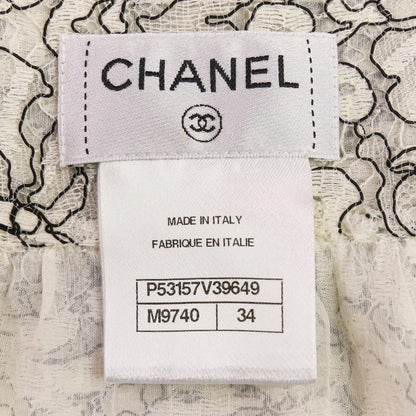 CHANEL
MADE IN ITALY
FABRIQUE EN ITALIE
P53157V39649
M9740 34